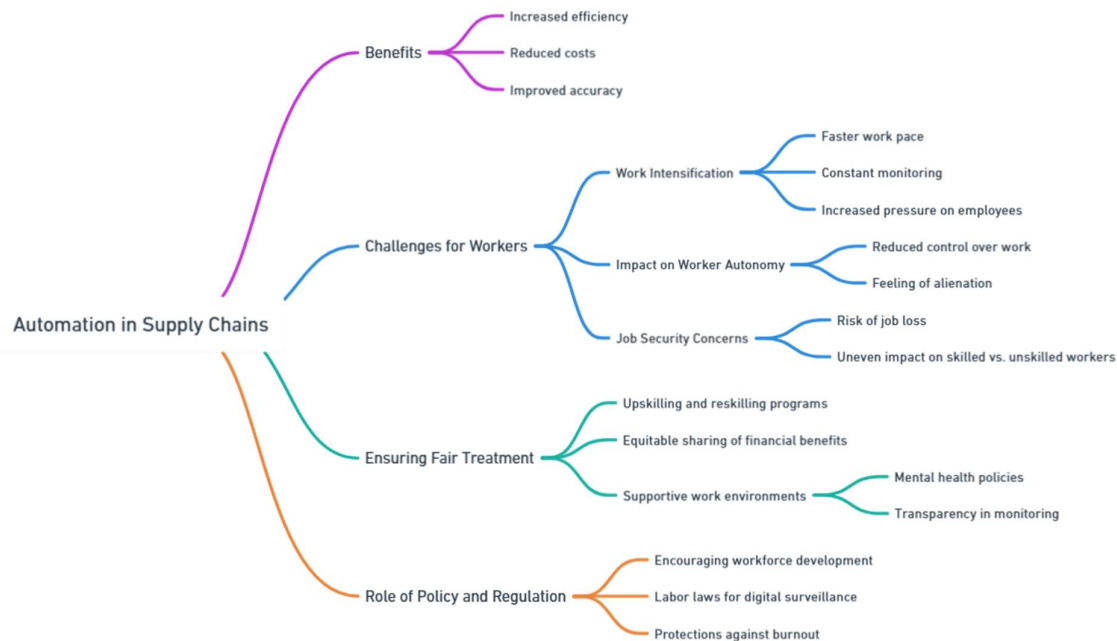 Automation in Supply Chains
Benefits
Increased efficiency
Reduced costs
Improved accuracy
Challenges for Workers
Work Intensification
Faster work pace
Constant monitoring
Increased pressure on employees
Impact on Worker Autonomy
Reduced control over work
Feeling of alienation
Job Security Concerns
Risk of job loss
Uneven impact on skilled vs. unskilled workers
Ensuring Fair Treatment
Upskilling and reskilling programs
Equitable sharing of financial benefits
Supportive work environments
Mental health policies
Transparency in monitoring
Role of Policy and Regulation
Encouraging workforce development
Labor laws for digital surveillance
Protections against burnout